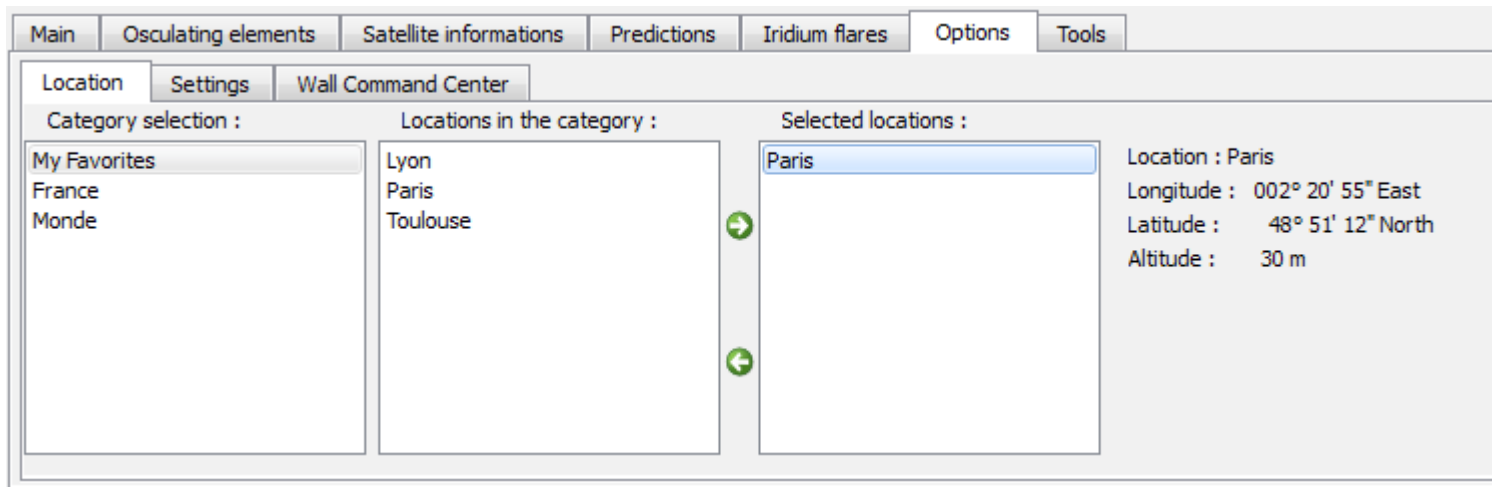 Main Osculating elements Satellite informations Predictions Iridium flares Options Tools
Location Settings Wall Command Center
Category selection : Locations in the category : Selected locations :
My Favorites
France
Monde
Lyon
Paris
Toulouse
Paris
Location : Paris
Longitude : 002° 20' 55" East
Latitude : 48° 51' 12" North
Altitude : 30 m